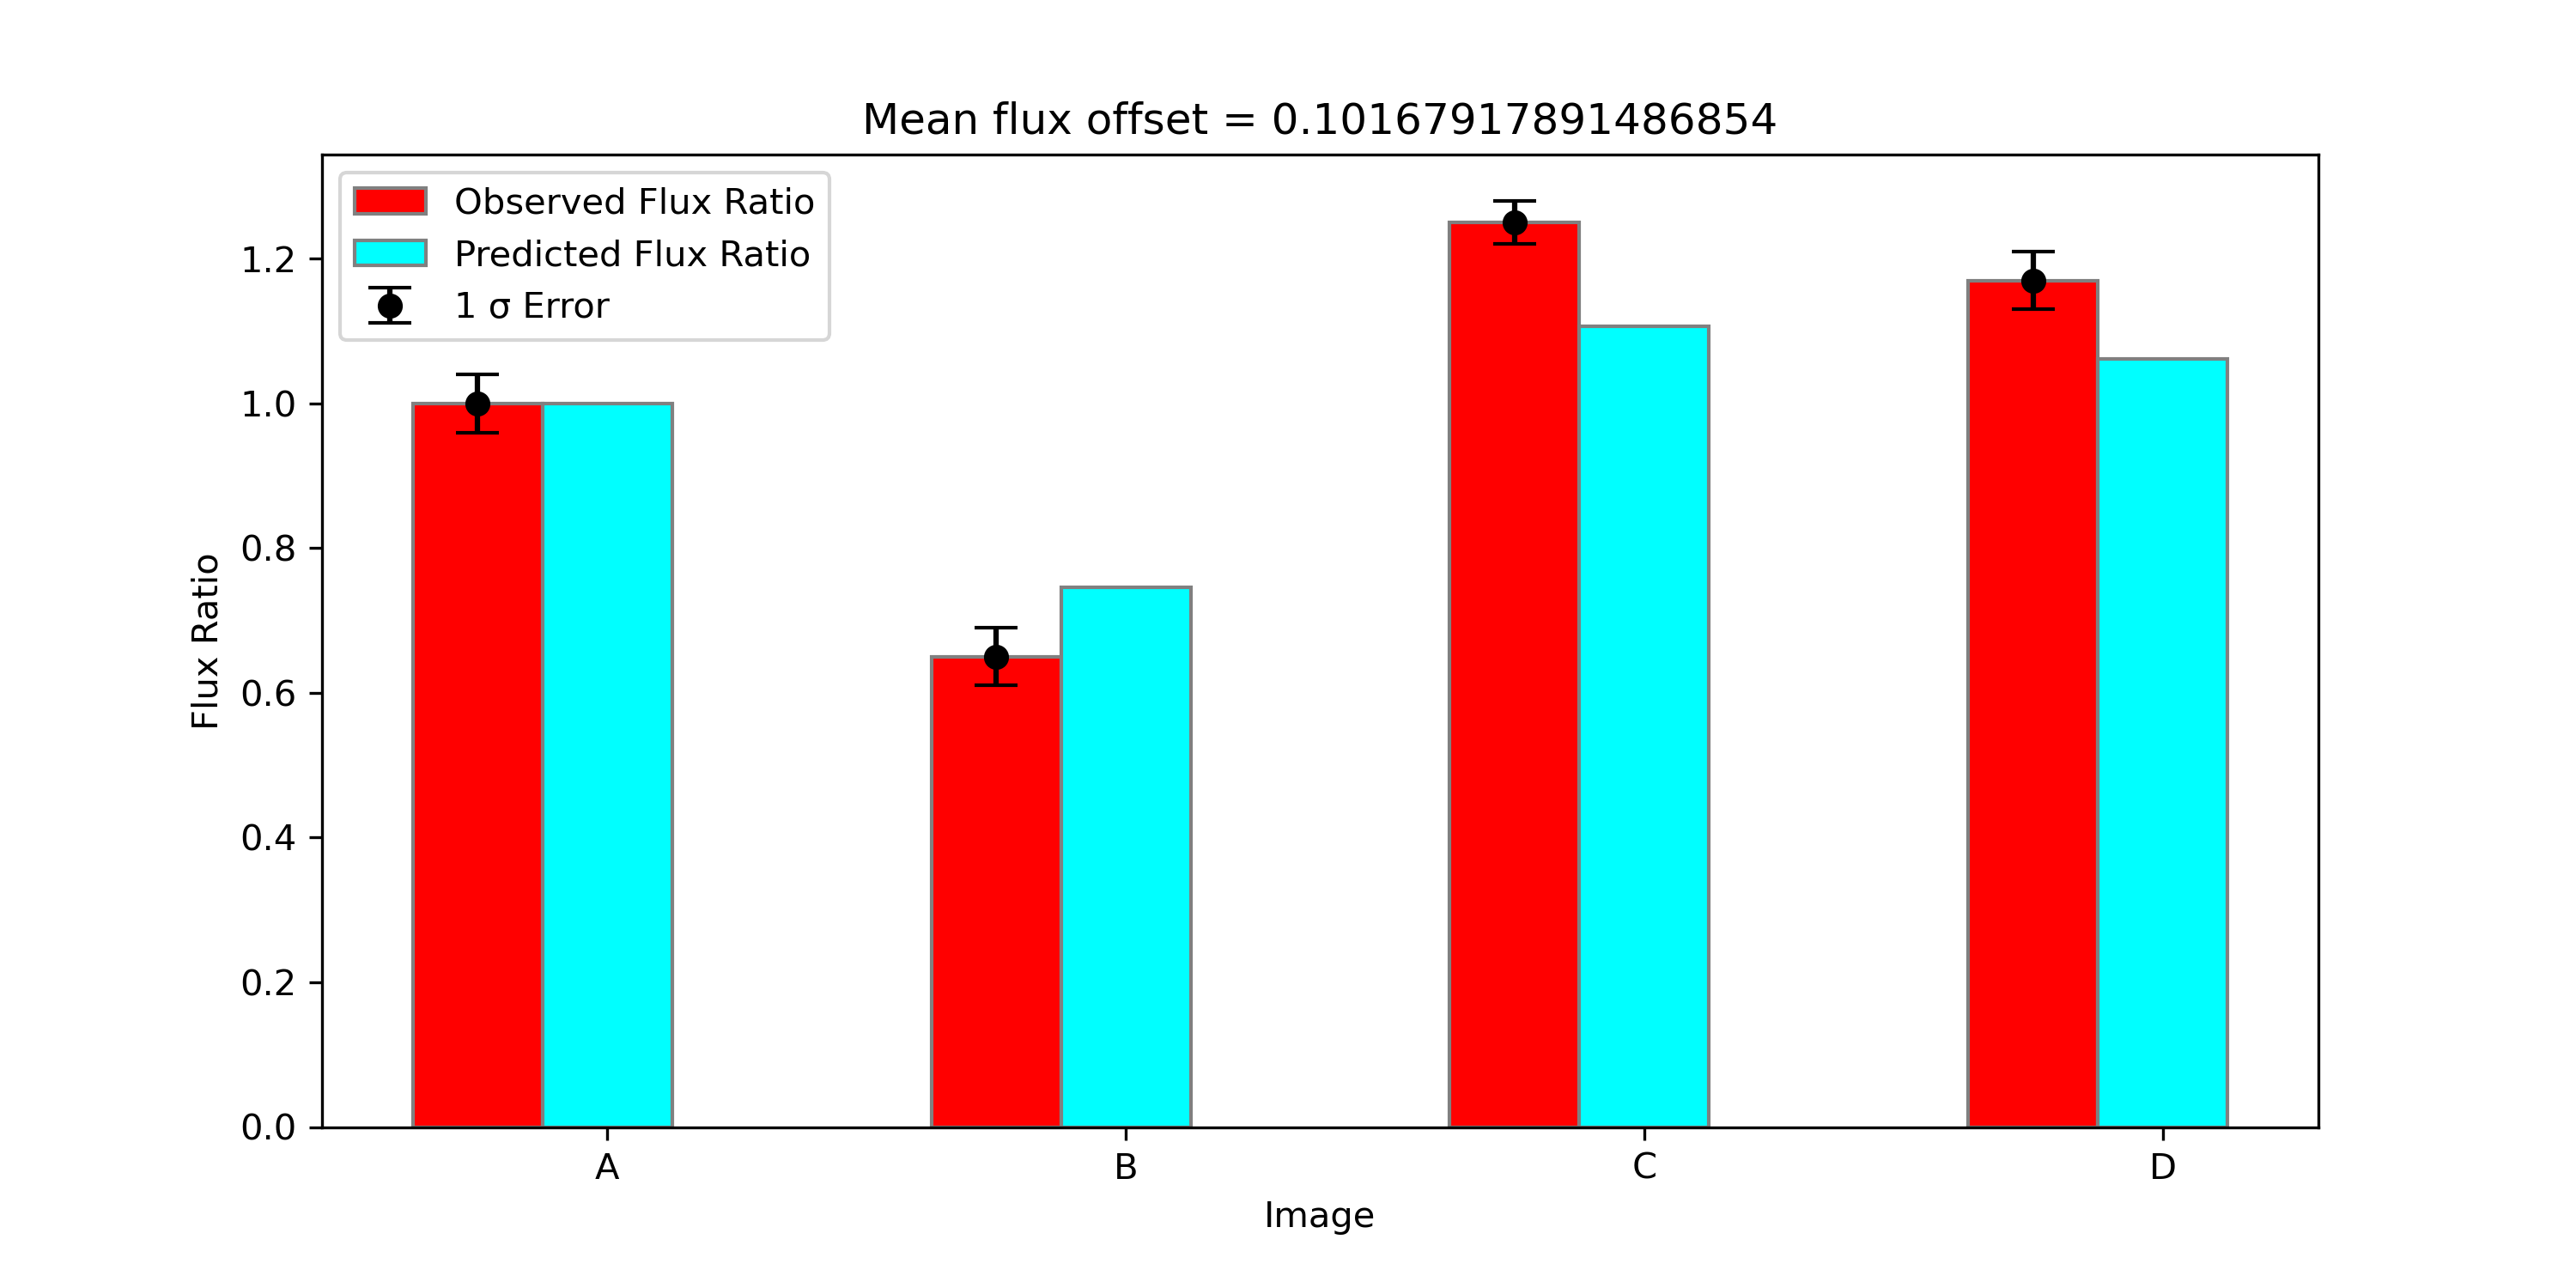 Mean flux offset = 0.10167917891486854
Observed Flux Ratio
Predicted Flux Ratio
1 σ Error
1.2
1.0
0.8
0.6
0.4
0.2
0.0
Flux Ratio
A B C D
Image